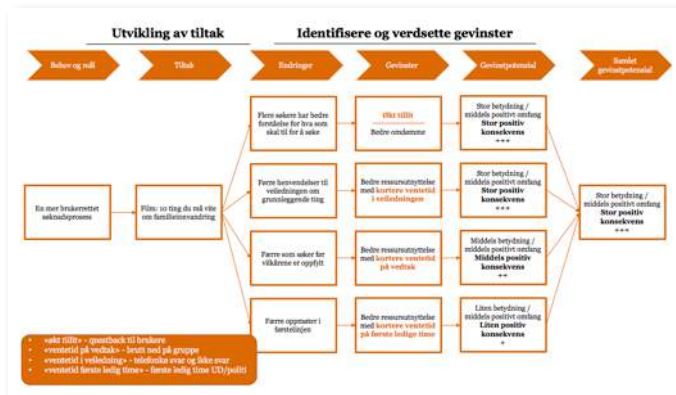 Utvikling av tiltak
Identifisere og verdsette gevinster
Behov og mål
Tiltak
Endringer
Gevinster
Gevinstpotensial
Samlet
gevinstpotensial
En mer brukerrettet
søknadsprosess
Film: 10 ting du må vite
om familieinnvandring
Flere søkere har bedre
forståelse for hva som
skal til for å søke
Økt tillit
Bedre omdømme
Stor betydning /
middels positivt omfang
Stor positiv
konsekvens
+++
Færre henvendelser til
veiledningen om
grunnleggende ting
Bedre ressursutnyttelse
med kortere ventetid
i veiledningen
Stor betydning /
middels positivt omfang
Stor positiv
konsekvens
+++
Færre som søker før
vilkårene er oppfylt
Bedre ressursutnyttelse
med kortere ventetid
på vedtak
Middels betydning /
middels positivt omfang
Middels positiv
konsekvens
++
Færre oppmøter i
førstelinjen
Bedre ressursutnyttelse
med kortere ventetid
på første ledige time
Liten betydning /
middels positivt omfang
Liten positiv
konsekvens
+
Stor betydning /
middels positivt omfang
Stor positiv
konsekvens
+++
• «økt tillit» - questback til brukere
• «ventetid på vedtak» - brutt ned på gruppe
• «ventetid i veiledning» - telefonkø svar og ikke svar
• «ventetid første ledig time» - første ledig time UD/politi